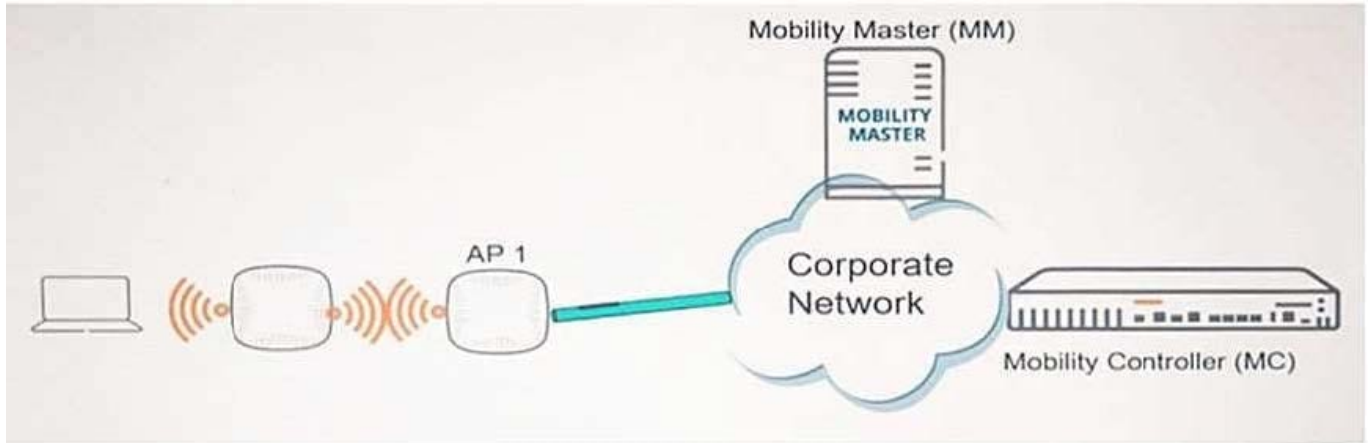 Mobility Master (MM)
MOBILITY
MASTER
AP 1
Corporate
Network
Mobility Controller (MC)